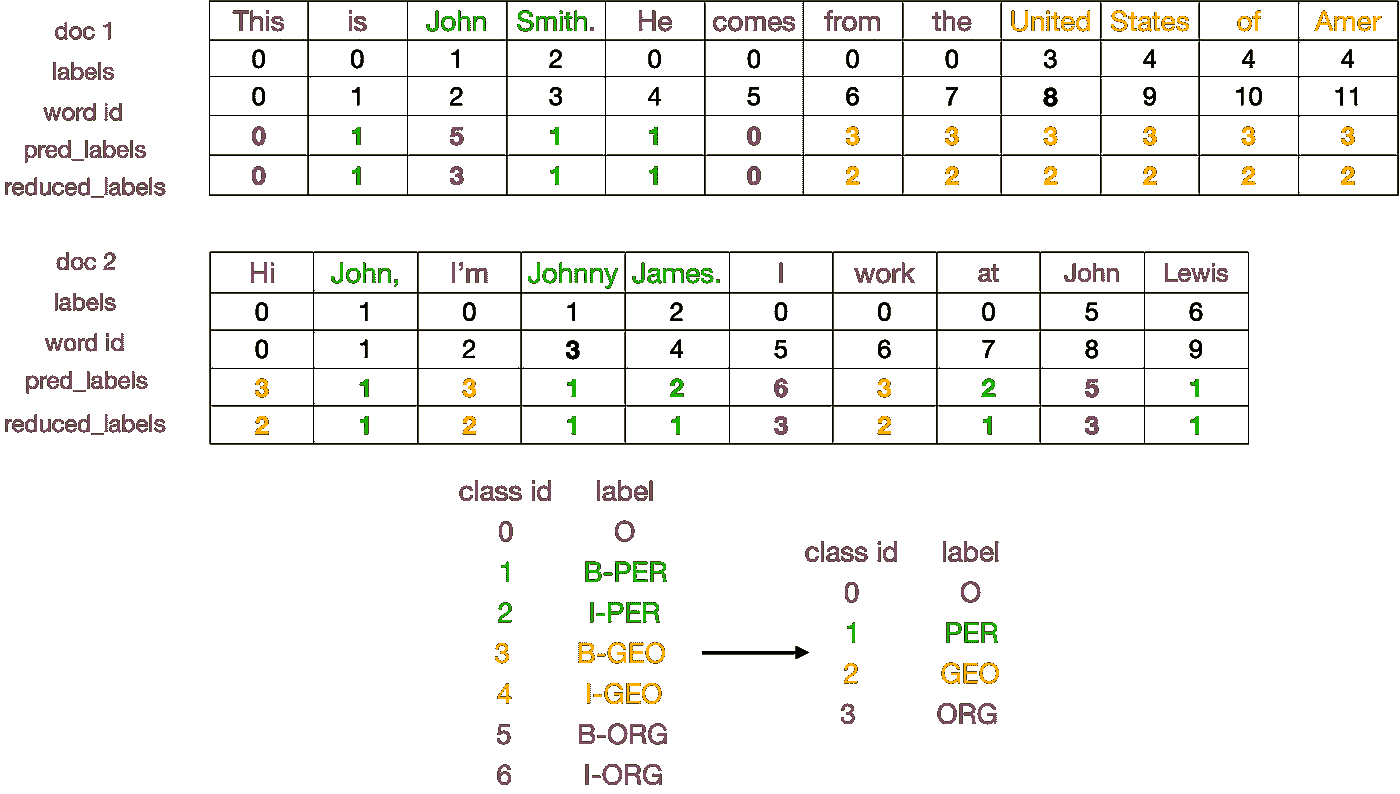 doc 1 This is John Smith. He comes from the United States of Amer
labels 0 0 1 2 0 0 0 0 3 4 4 4
word id 0 1 2 3 4 5 6 7 8 9 10 11
pred_labels 0 1 5 1 1 0 3 3 3 3 3 3
reduced_labels 0 1 3 1 1 0 2 2 2 2 2 2
doc 2 Hi John, I'm Johnny James. I work at John Lewis
labels 0 1 0 1 2 0 0 0 5 6
word id 0 1 2 3 4 5 6 7 8 9
pred_labels 3 1 3 1 2 6 3 2 5 1
reduced_labels 2 1 2 1 1 3 2 1 3 1
class id label
0 O
1 B-PER
2 I-PER
3 B-GEO
4 I-GEO
5 B-ORG
6 I-ORG
class id label
0 O
1 PER
2 GEO
3 ORG